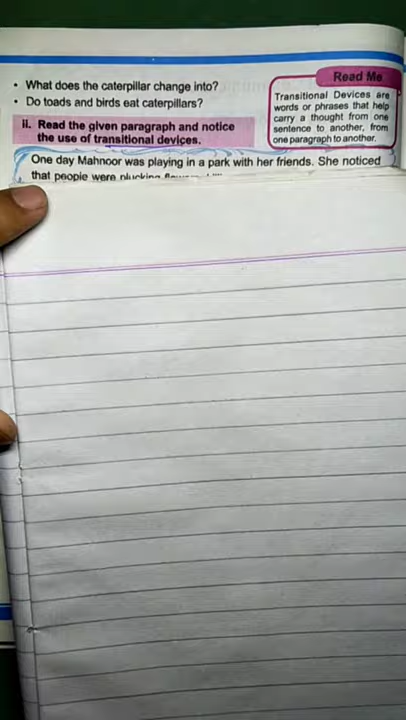 • What does the caterpillar change into?
• Do toads and birds eat caterpillars?
Read Me
Transitional Devices are
words or phrases that help
carry a thought from one
sentence to another, from
one paragraph to another.
ii. Read the given paragraph and notice
the use of transitional devices.
One day Mahnoor was playing in a park with her friends. She noticed
that people were plucking